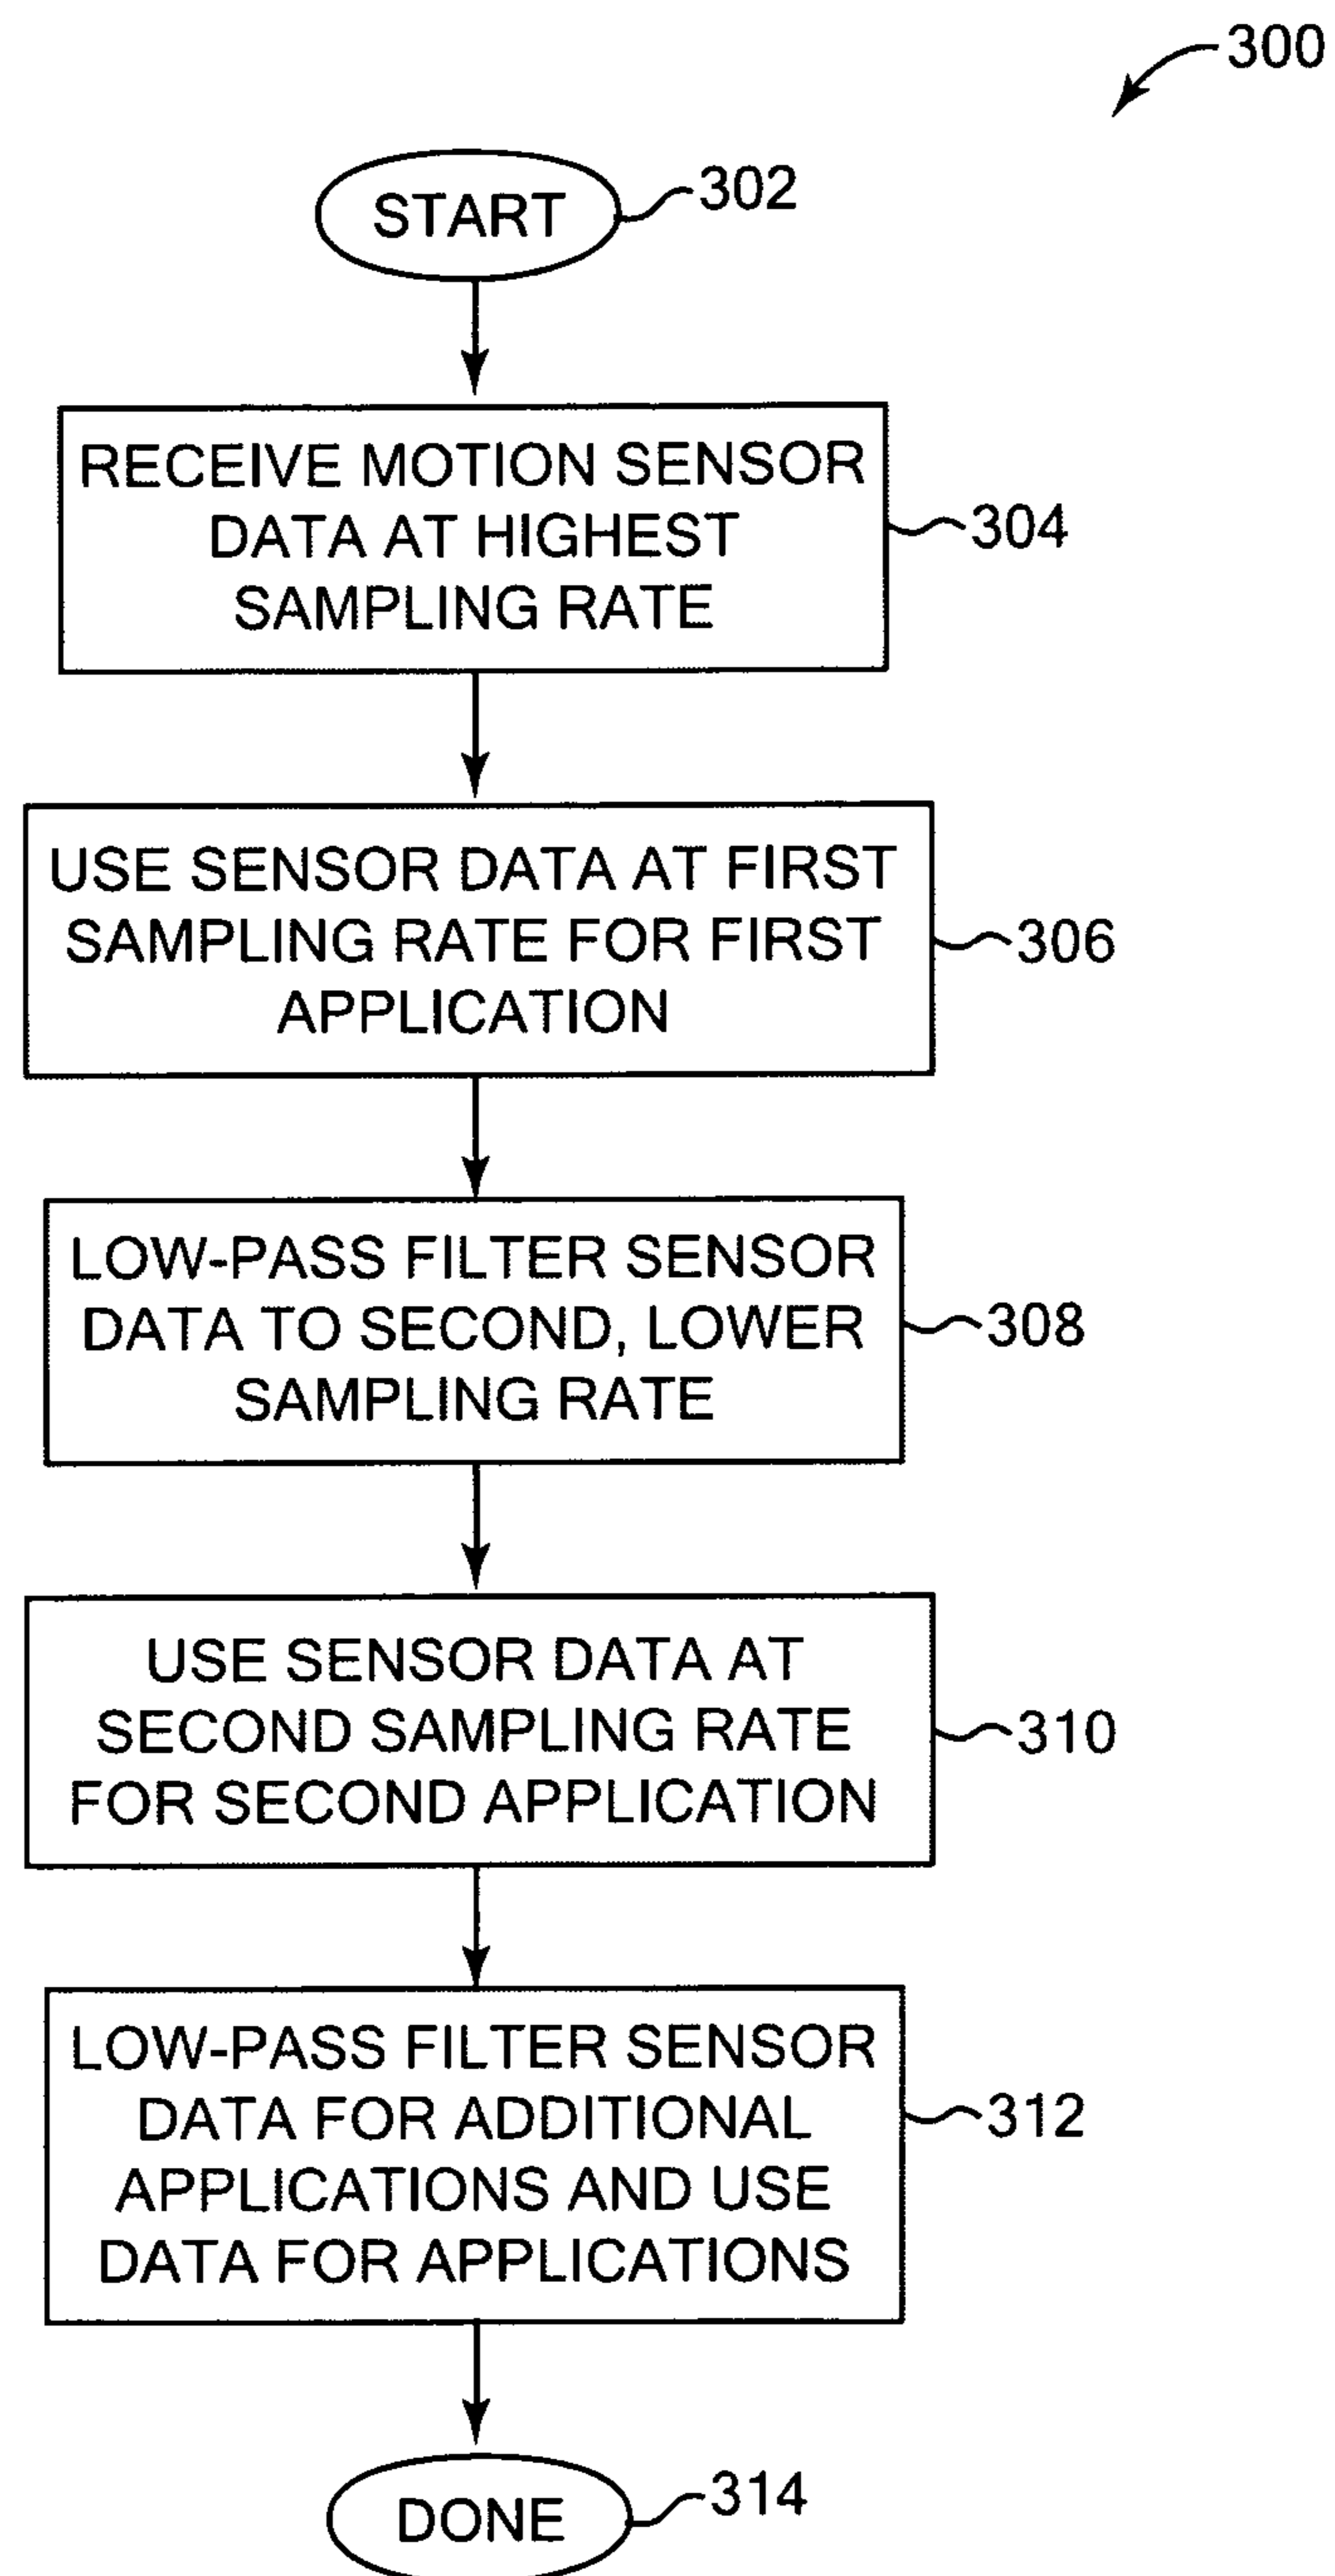 300
START
302
RECEIVE MOTION SENSOR
DATA AT HIGHEST
SAMPLING RATE
304
USE SENSOR DATA AT FIRST
SAMPLING RATE FOR FIRST
APPLICATION
306
LOW-PASS FILTER SENSOR
DATA TO SECOND, LOWER
SAMPLING RATE
308
USE SENSOR DATA AT
SECOND SAMPLING RATE
FOR SECOND APPLICATION
310
LOW-PASS FILTER SENSOR
DATA FOR ADDITIONAL
APPLICATIONS AND USE
DATA FOR APPLICATIONS
312
DONE
314